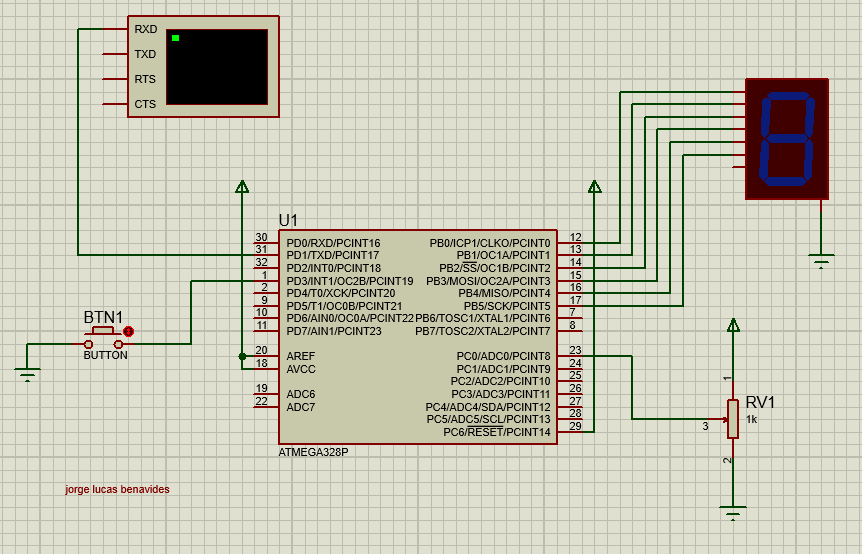 RXD
TXD
RTS
CTS
U1
30 PD0/RXD/PCINT16 PB0/ICP1/CLKO/PCINT0 12
31 PD1/TXD/PCINT17 PB1/OC1A/PCINT1 13
32 PD2/INT0/PCINT18 PB2/SS/OC1B/PCINT2 14
1 PD3/INT1/OC2B/PCINT19 PB3/MOSI/OC2A/PCINT3 15
2 PD4/T0/XCK/PCINT20 PB4/MISO/PCINT4 16
9 PD5/T1/OC0B/PCINT21 PB5/SCK/PCINT5 17
10 PD6/AIN0/OC0A/PCINT22 PB6/TOSC1/XTAL1/PCINT6 7
11 PD7/AIN1/PCINT23 PB7/TOSC2/XTAL2/PCINT7 8
20 AREF PC0/ADC0/PCINT8 23
18 AVCC PC1/ADC1/PCINT9 24
PC2/ADC2/PCINT10 25
19 ADC6 PC3/ADC3/PCINT11 26
22 ADC7 PC4/ADC4/SDA/PCINT12 27
PC5/ADC5/SCL/PCINT13 28
PC6/RESET/PCINT14 29
ATMEGA328P
BTN1
BUTTON
1
RV1
1k
3
2
jorge lucas benavides